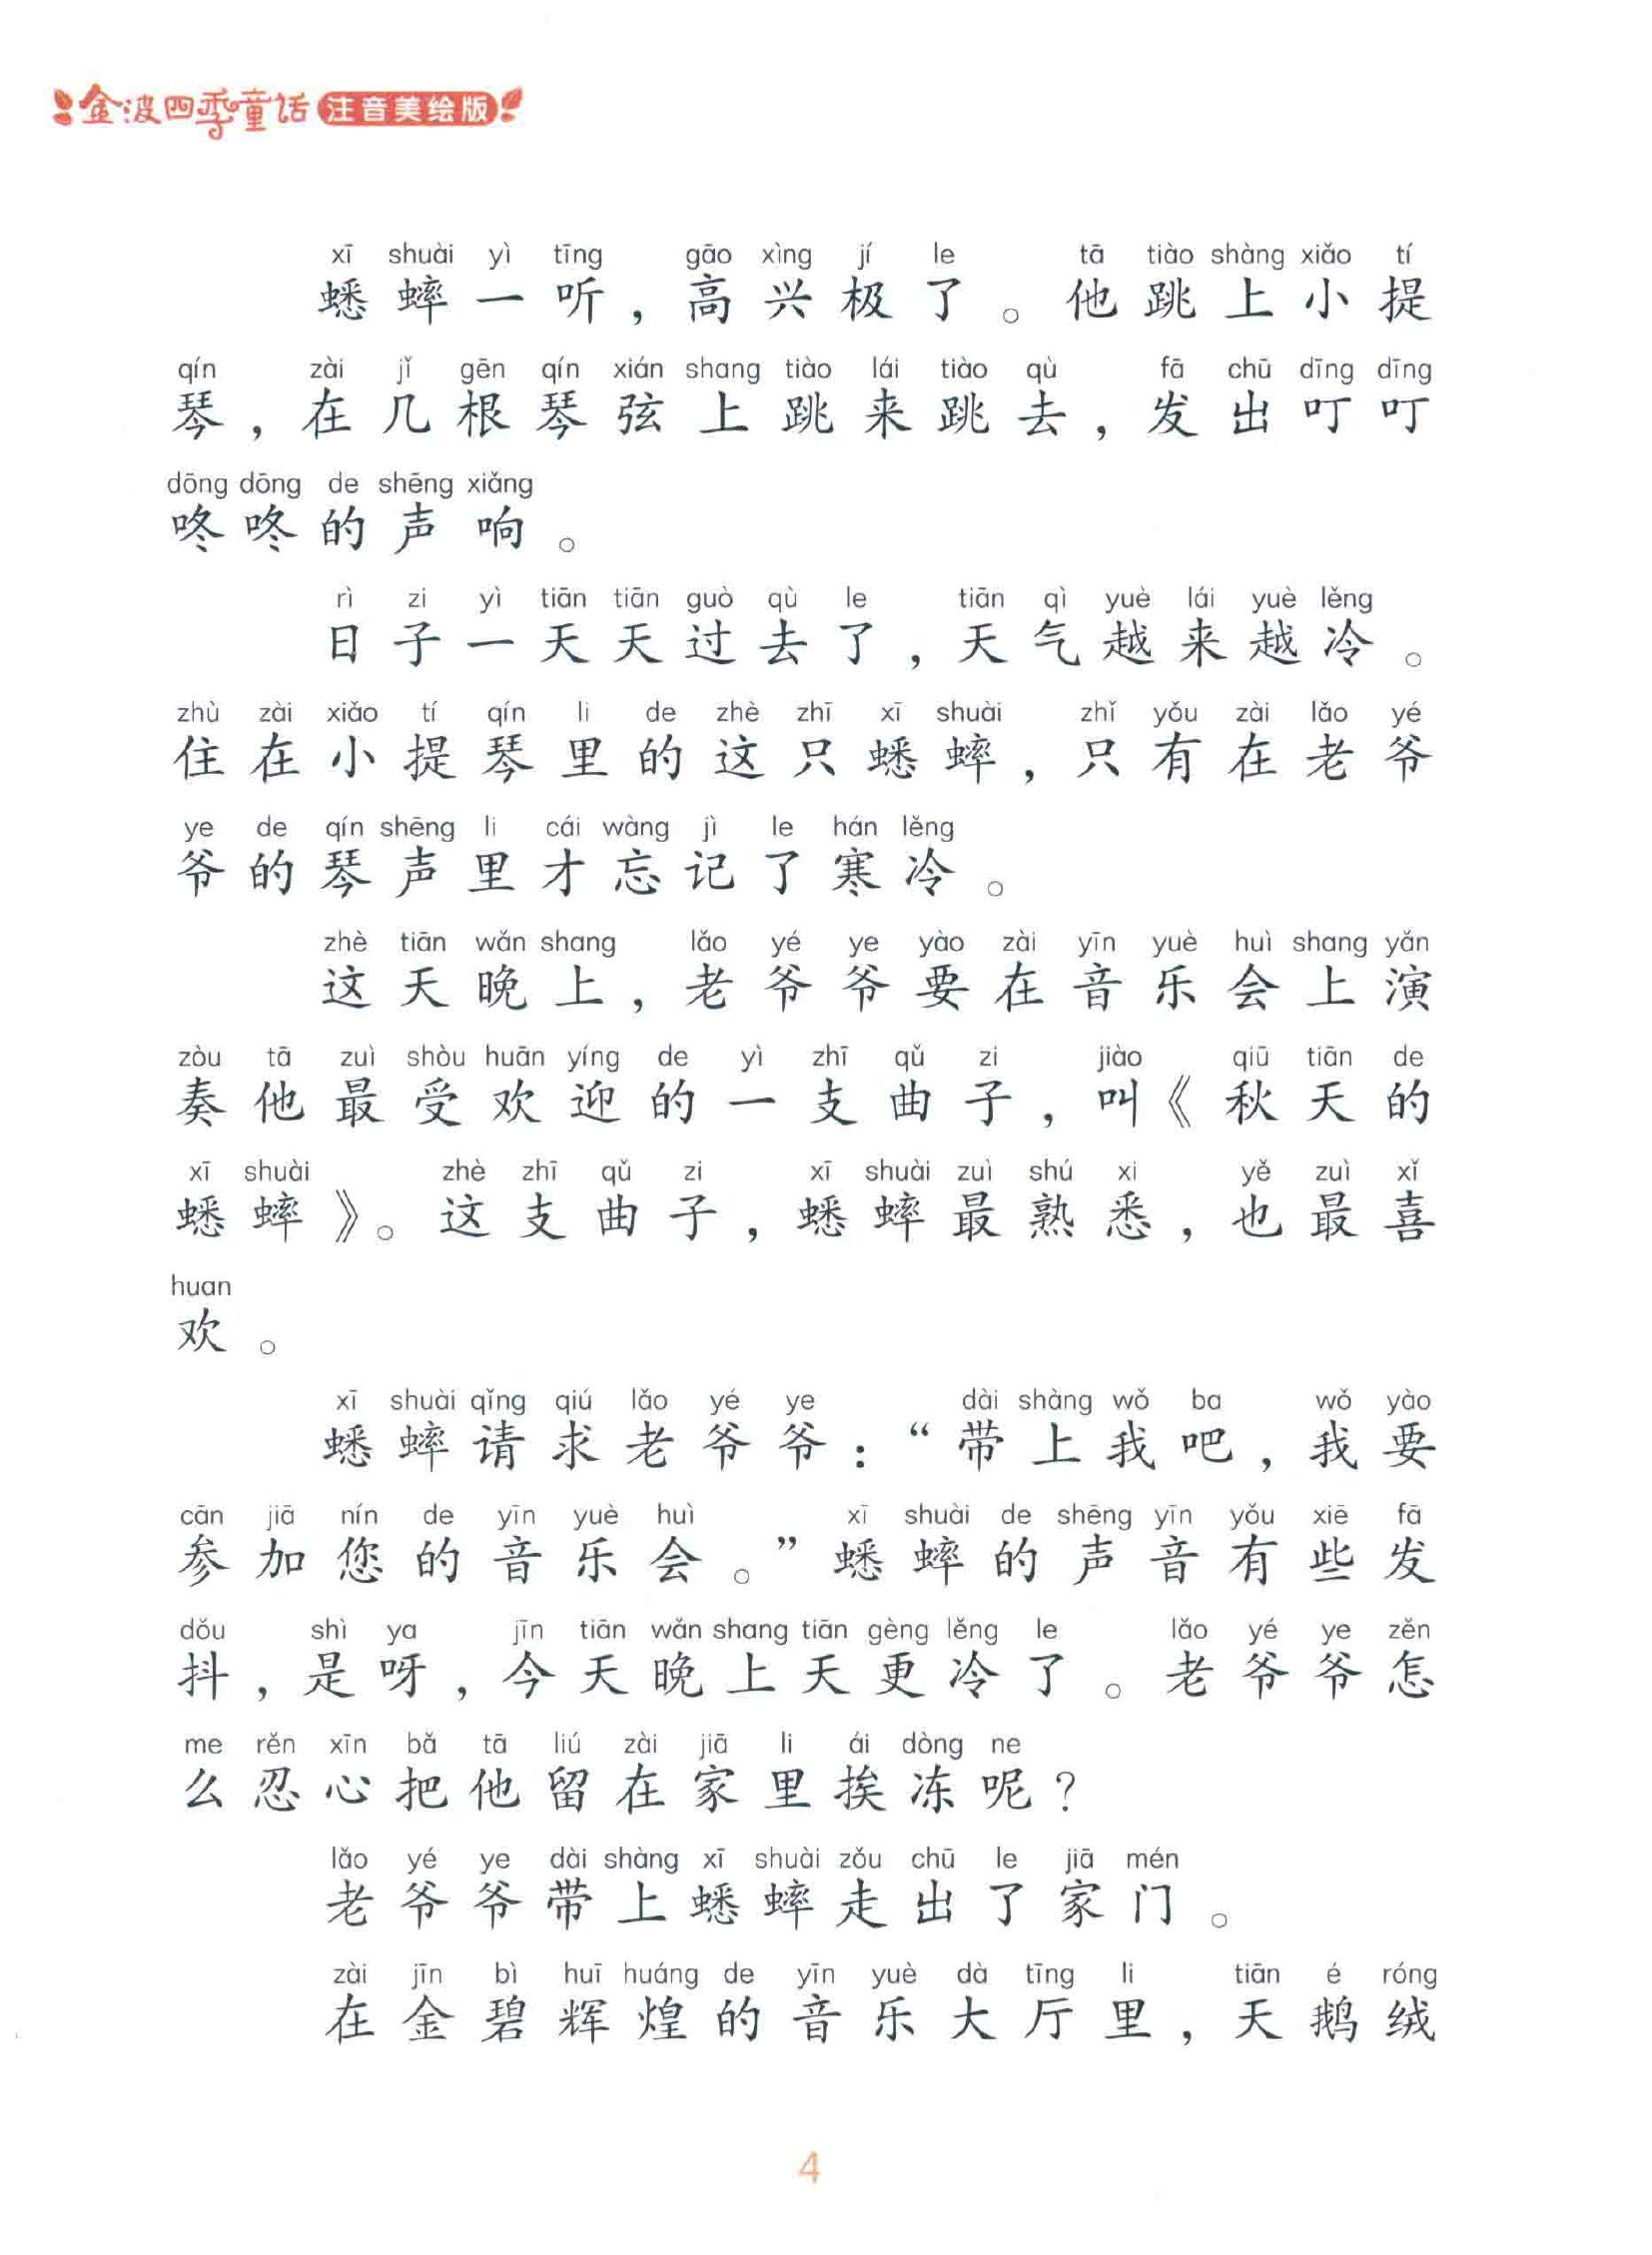 金波四季童话 注音美绘版
xī shuài yì tīng gāo xìng jí le tā tiào shàng xiǎo tí
蟋蟀一听，高兴极了。他跳上小提
qín zài jǐ gēn qín xián shang tiào lái tiào qù fā chū dīng dīng
琴，在几根琴弦上跳来跳去，发出叮叮
dōng dōng de shēng xiǎng
咚咚的声响。
rì zi yì tiān tiān guò qù le tiān qì yuè lái yuè lěng
日子一天天过去了，天气越来越冷。
zhù zài xiǎo tí qín li de zhè zhī xī shuài zhǐ yǒu zài lǎo yé
住在小提琴里的这只蟋蟀，只有在老爷
ye de qín shēng li cái wàng jì le hán lěng
爷的琴声里才忘记了寒冷。
zhè tiān wǎn shang lǎo yé ye yào zài yīn yuè huì shang yǎn
这天晚上，老爷爷要在音乐会上演
zòu tā zuì shòu huān yíng de yì zhī qǔ zi jiào qiū tiān de
奏他最受欢迎的一支曲子，叫《秋天的
xī shuài zhè zhī qǔ zi xī shuài zuì shú xi yě zuì xǐ
蟋蟀》。这支曲子，蟋蟀最熟悉，也最喜
huan
欢。
xī shuài qǐng qiú lǎo yé ye dài shàng wǒ ba wǒ yào
蟋蟀请求老爷爷：“带上我吧，我要
cān jiā nín de yīn yuè huì xī shuài de shēng yīn yǒu xiē fā
参加您的音乐会。”蟋蟀的声音有些发
dǒu shì ya jīn tiān wǎn shang tiān gèng lěng le lǎo yé ye zěn
抖，是呀，今天晚上天更冷了。老爷爷怎
me rěn xīn bǎ tā liú zài jiā li ái dòng ne
么忍心把他留在家里挨冻呢？
lǎo yé ye dài shàng xī shuài zǒu chū le jiā mén
老爷爷带上蟋蟀走出了家门。
zài jīn bì huī huáng de yīn yuè dà tīng li tiān é róng
在金碧辉煌的音乐大厅里，天鹅绒
4